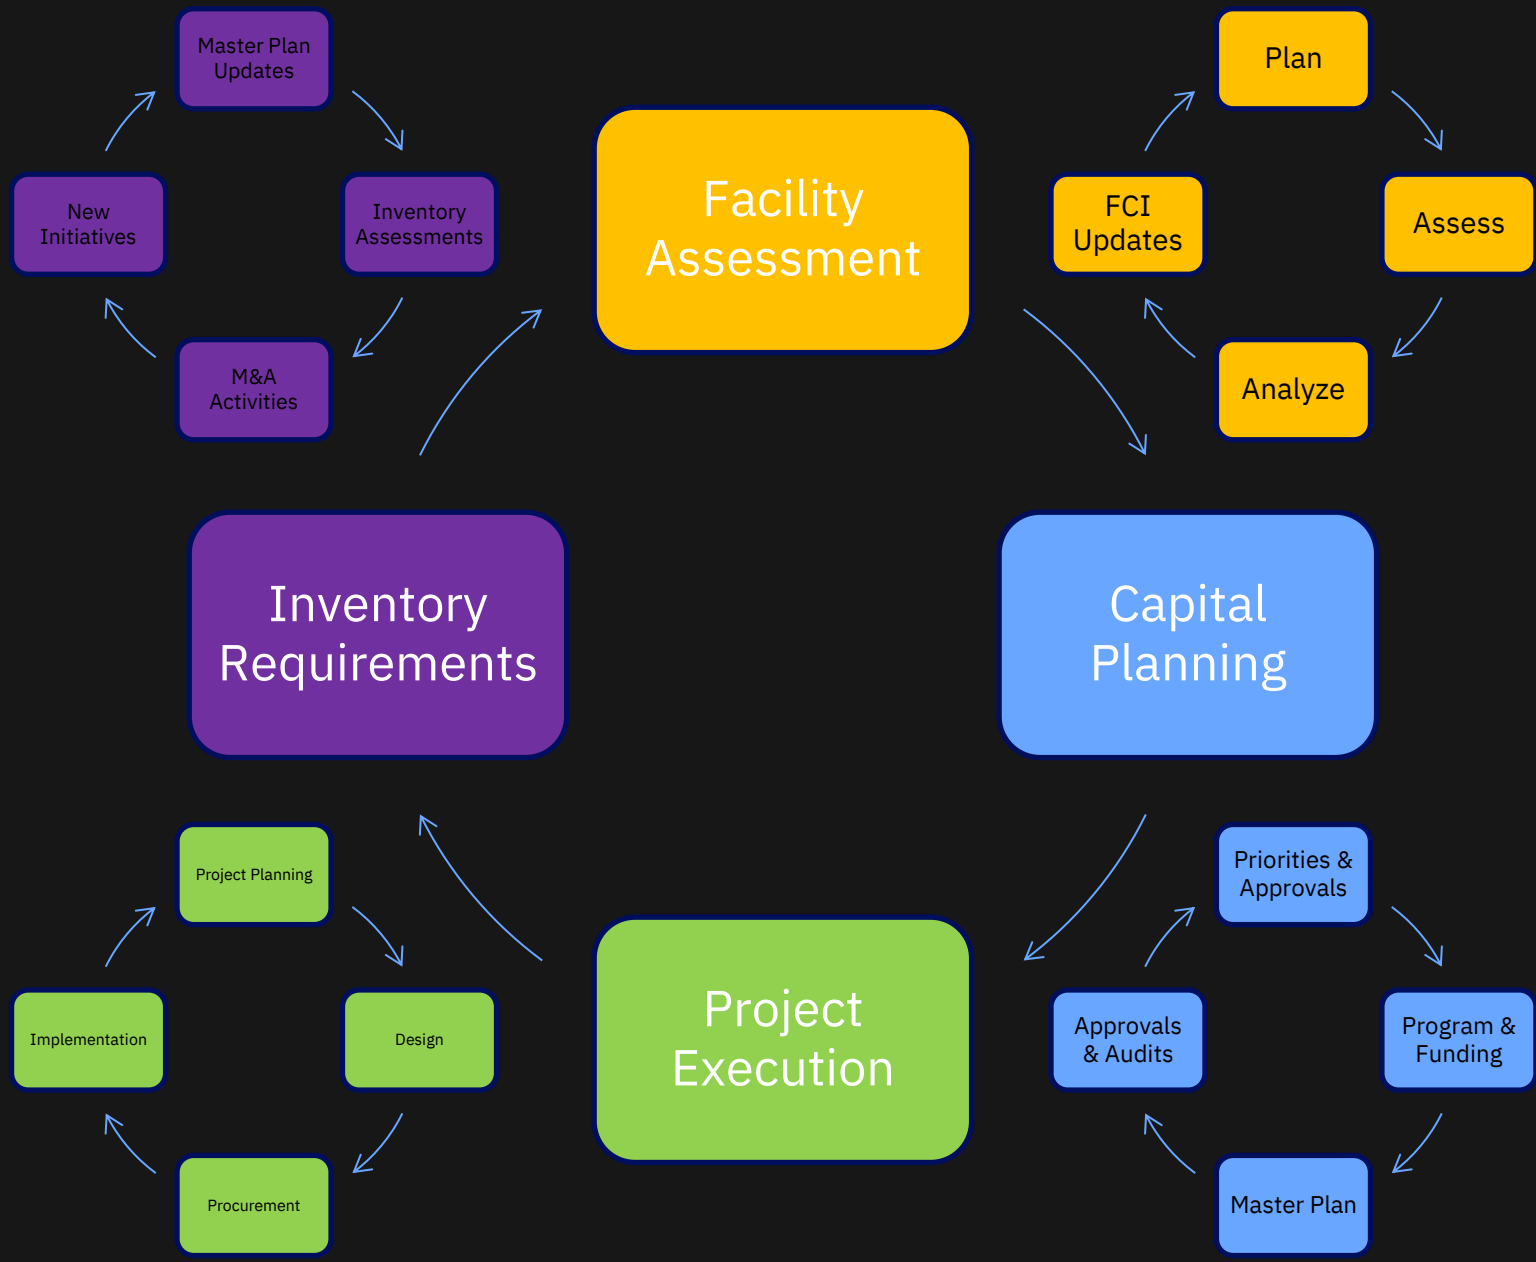 Master Plan
Updates
Inventory
Assessments
M&A
Activities
New
Initiatives
Facility
Assessment
Plan
Assess
Analyze
FCI
Updates
Inventory
Requirements
Capital
Planning
Project Planning
Design
Procurement
Implementation
Project
Execution
Priorities &
Approvals
Program &
Funding
Master Plan
Approvals
& Audits